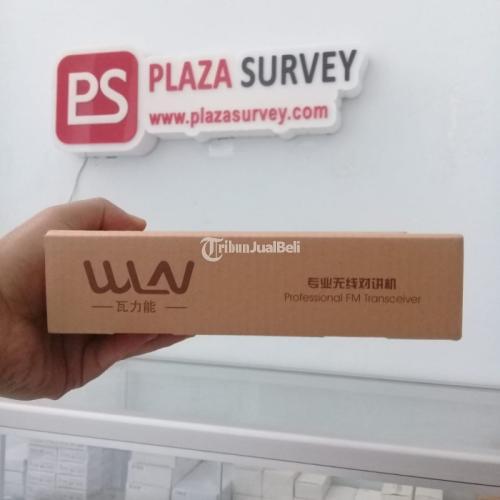 PS PLAZA SURVEY
www.plazasurvey.com
TribunJualBeli
WLN
瓦力能
专业无线对讲机
Professional FM Transceiver